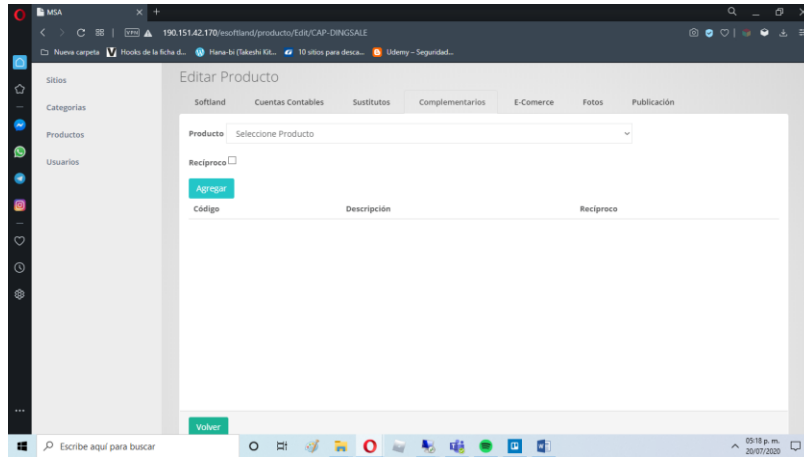 MSA
VPN
190.151.42.170/esoftland/producto/Edit/CAP-DINGSALE
Nueva carpeta
Hooks de la ficha d...
Hana-bi (Takeshi Kit...
10 sitios para desca...
Udemy – Seguridad...
Sitios
Categorias
Productos
Usuarios
Editar Producto
Softland Cuentas Contables Sustitutos Complementarios E-Comerce Fotos Publicación
Producto Seleccione Producto
Recíproco
Agregar
Código Descripción Recíproco
Volver
Escribe aquí para buscar
05:18 p. m.
20/07/2020